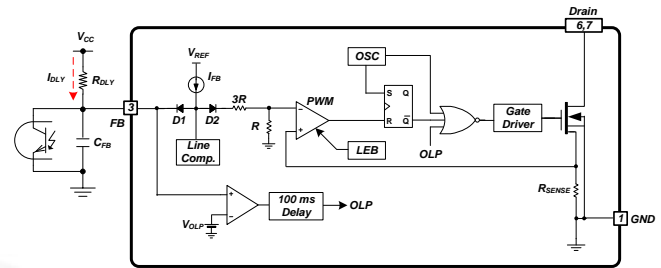 Drain
6,7
VCC
IDLY
RDLY
VREF
IFB
OSC
3
FB
D1
D2
3R
R
PWM
S Q
R Q
Gate
Driver
CFB
Line
Comp.
LEB
OLP
RSENSE
VOLP
100 ms
Delay
OLP
1
GND